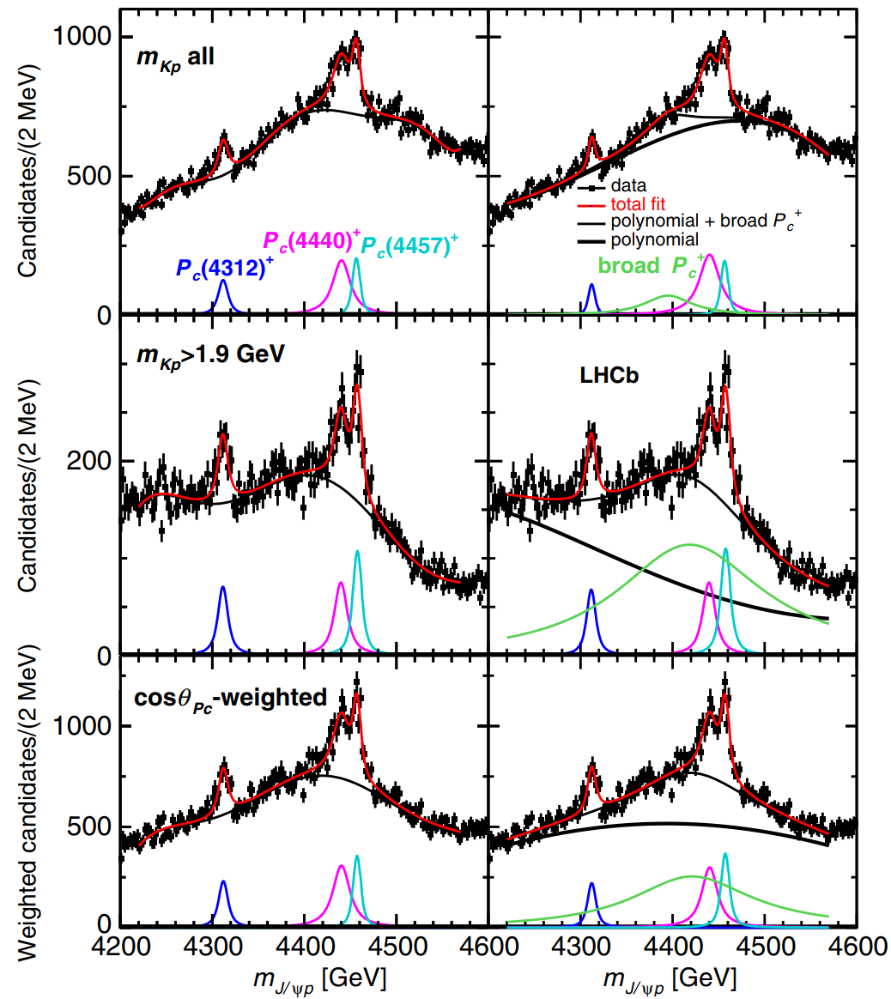 Candidates/(2 MeV)
1000
500
0
m_Kp all
P_c(4312)^+
P_c(4440)^+
P_c(4457)^+
data
total fit
polynomial + broad P_c^+
polynomial
broad P_c^+
Candidates/(2 MeV)
200
0
m_Kp>1.9 GeV
LHCb
Weighted candidates/(2 MeV)
1000
500
0
cosθ_Pc-weighted
4200 4300 4400 4500 4600 4300 4400 4500 4600
m_J/ψp [GeV] m_J/ψp [GeV]